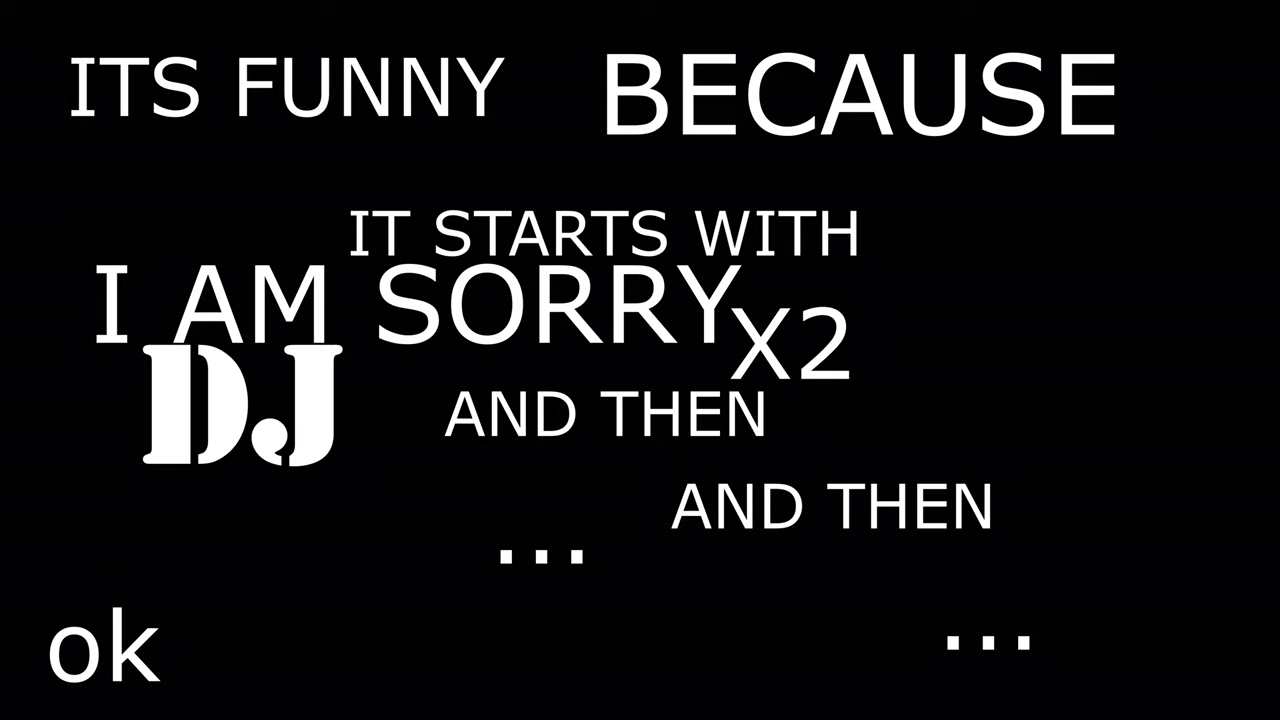 ITS FUNNY BECAUSE
IT STARTS WITH
I AM SORRY X2
DJ
AND THEN
AND THEN
...
...
ok